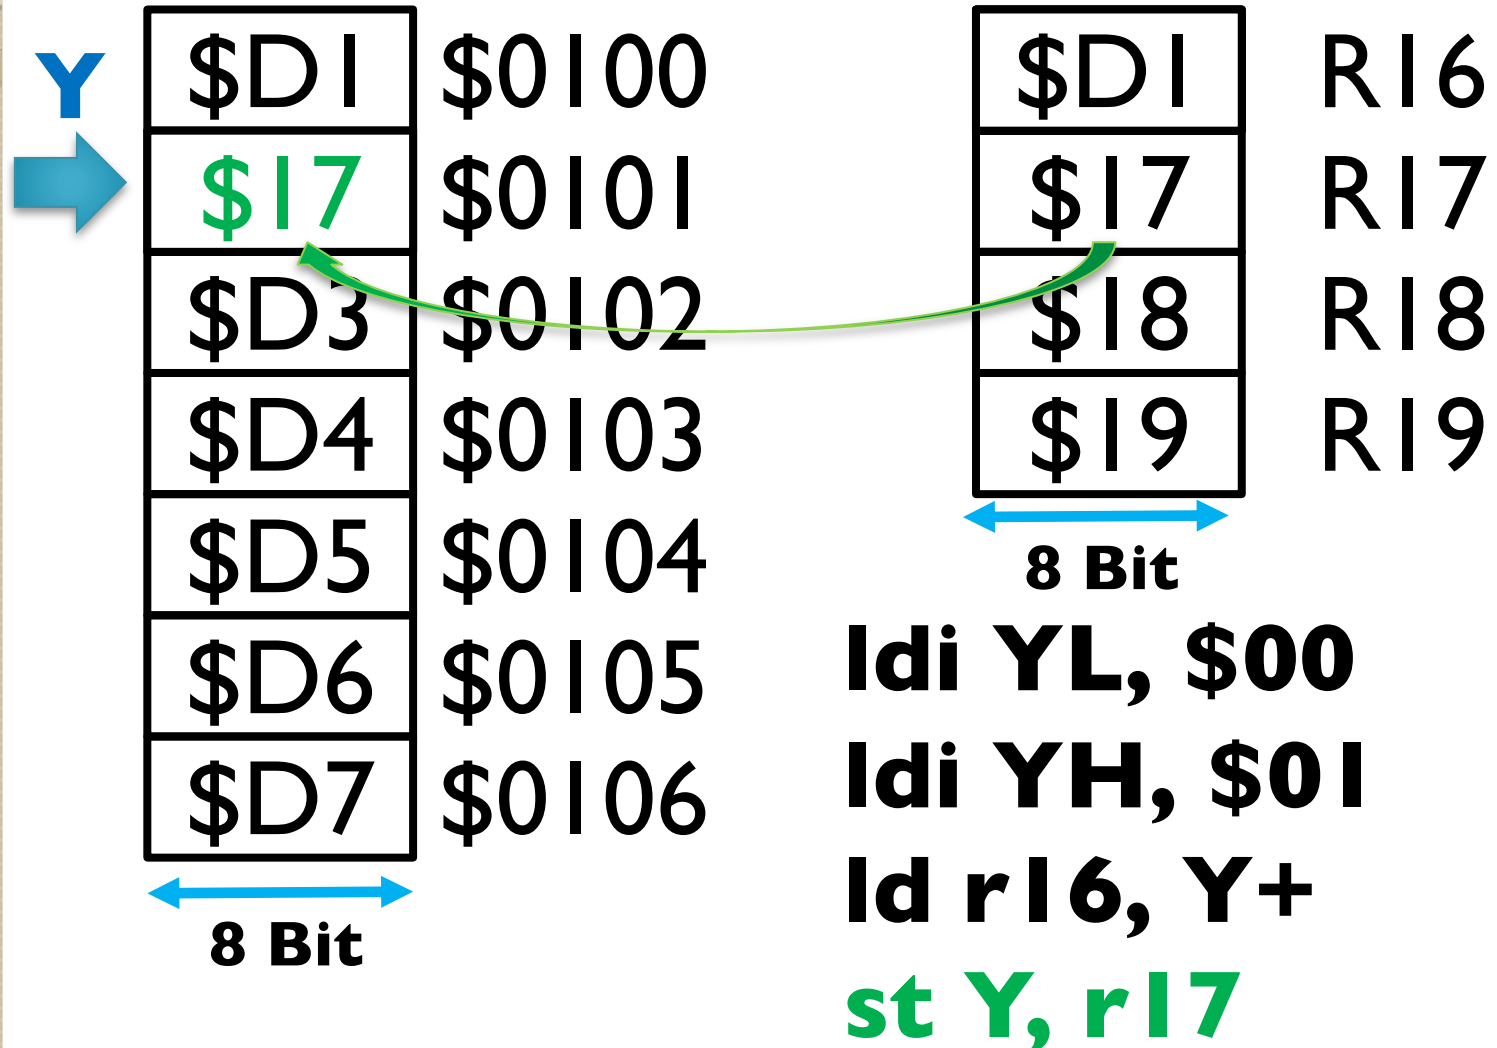 Y
$D1 $0100
$17 $0101
$D3 $0102
$D4 $0103
$D5 $0104
$D6 $0105
$D7 $0106
8 Bit
$D1 R16
$17 R17
$18 R18
$19 R19
8 Bit
ldi YL, $00
ldi YH, $01
ld r16, Y+
st Y, r17